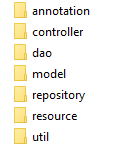 annotation
controller
dao
model
repository
resource
util